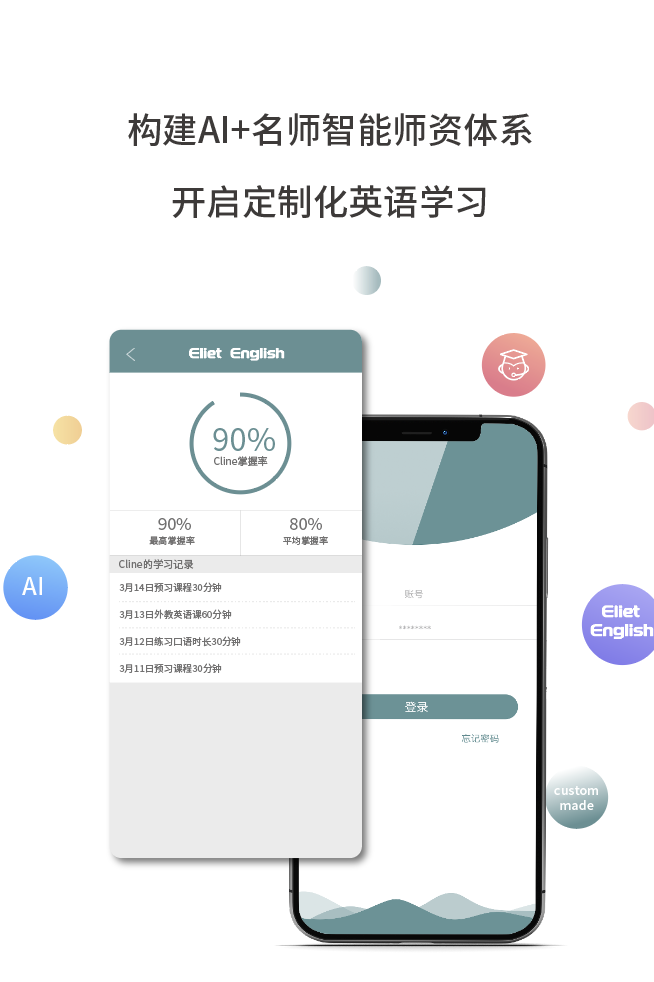 构建AI+名师智能师资体系
开启定制化英语学习
Eliet English
90%
Cline掌握率
90%
最高掌握率
80%
平均掌握率
Cline的学习记录
3月14日预习课程30分钟
3月13日外教英语课60分钟
3月12日练习口语时长30分钟
3月11日预习课程30分钟
账号
********
登录
忘记密码
AI
Eliet
English
custom
made